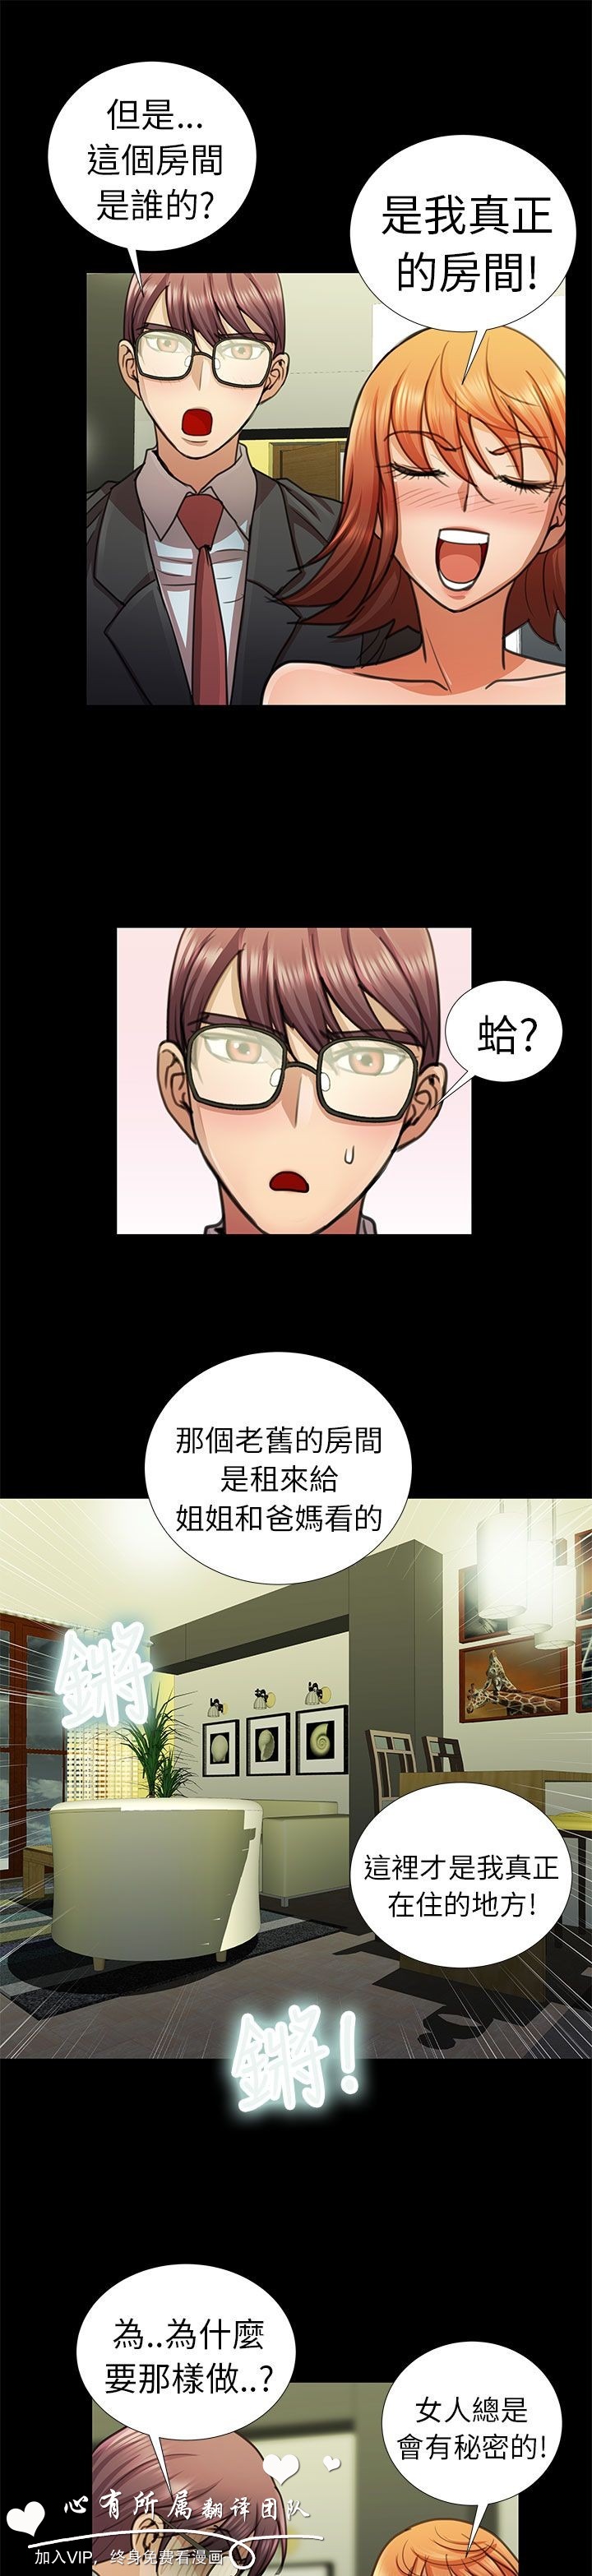 但是...
這個房間
是誰的?
是我真正
的房間!
蛤?
那個老舊的房間
是租來給
姐姐和爸媽看的
鏘
這裡才是我真正
在住的地方!
鏘!
為..為什麼
要那樣做..?
女人總是
會有秘密的!
心有所属翻译团队
加入VIP，终身免费看漫画